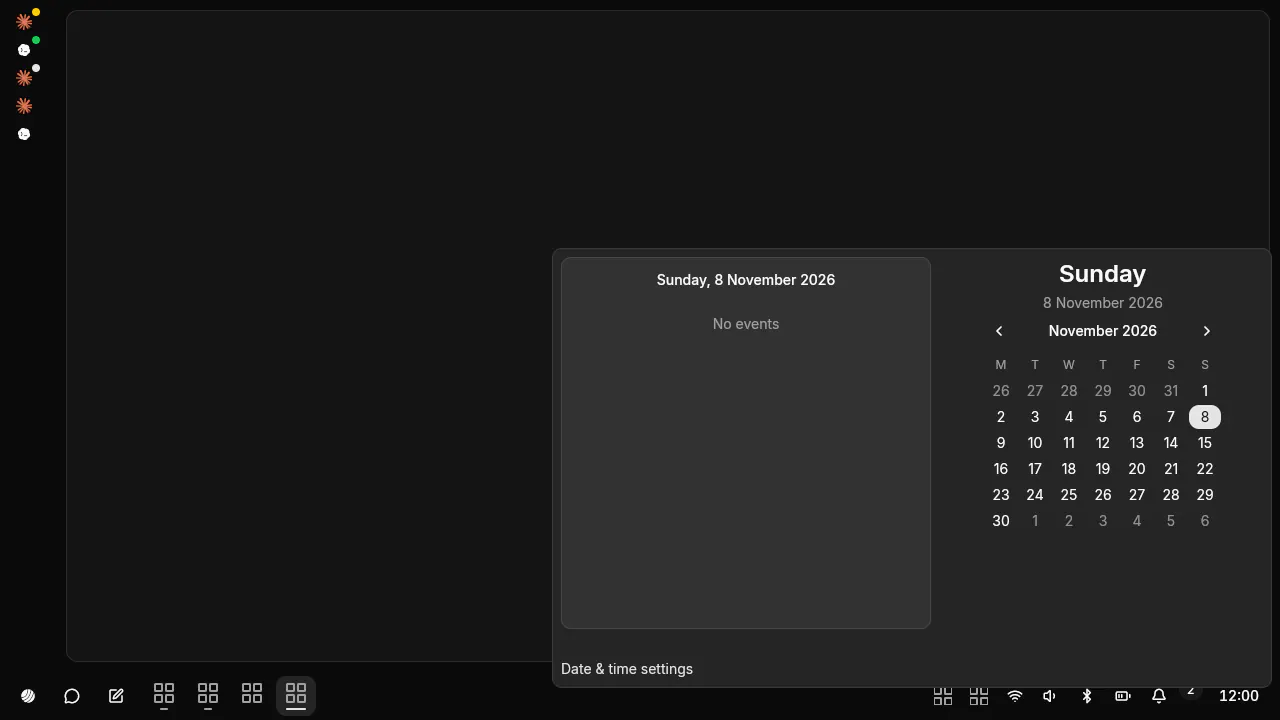 Sunday, 8 November 2026
No events
Sunday
8 November 2026
November 2026
M T W T F S S
26 27 28 29 30 31 1
2 3 4 5 6 7 8
9 10 11 12 13 14 15
16 17 18 19 20 21 22
23 24 25 26 27 28 29
30 1 2 3 4 5 6
Date & time settings
2
12:00